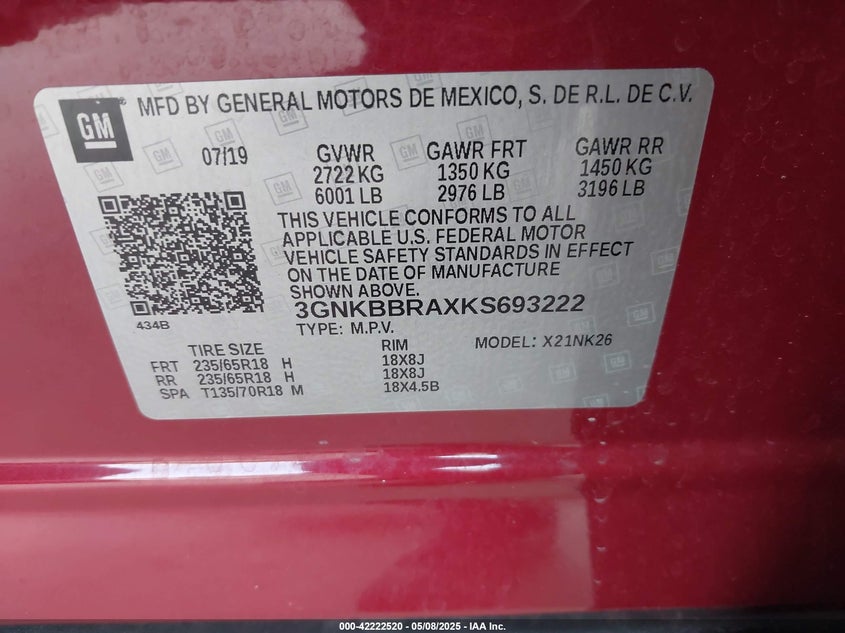 GM
MFD BY GENERAL MOTORS DE MEXICO, S. DE R.L. DE C.V.
07/19 GVWR GAWR FRT GAWR RR
2722 KG 1350 KG 1450 KG
6001 LB 2976 LB 3196 LB
THIS VEHICLE CONFORMS TO ALL
APPLICABLE U.S. FEDERAL MOTOR
VEHICLE SAFETY STANDARDS IN EFFECT
ON THE DATE OF MANUFACTURE
SHOWN ABOVE.
434B
3GNKBBRAXKS693222
TYPE: M.P.V. MODEL: X21NK26
TIRE SIZE RIM
FRT 235/65R18 H 18X8J
RR 235/65R18 H 18X8J
SPA T135/70R18 M 18X4.5B
000-42222520 - 05/08/2025 - IAA Inc.